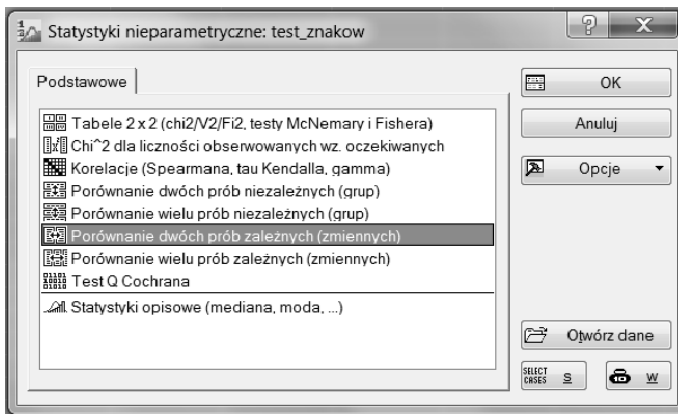 Statystyki nieparametryczne: test_znakow
Podstawowe
Tabele 2 x 2 (chi2/V2/Fi2, testy McNemary i Fishera)
Chi^2 dla liczności obserwowanych wz. oczekiwanych
Korelacje (Spearmana, tau Kendalla, gamma)
Porównanie dwóch prób niezależnych (grup)
Porównanie wielu prób niezależnych (grup)
Porównanie dwóch prób zależnych (zmiennych)
Porównanie wielu prób zależnych (zmiennych)
Test Q Cochrana
Statystyki opisowe (mediana, moda, ...)
OK
Anuluj
Opcje
Otwórz dane
SELECT CASES S
W